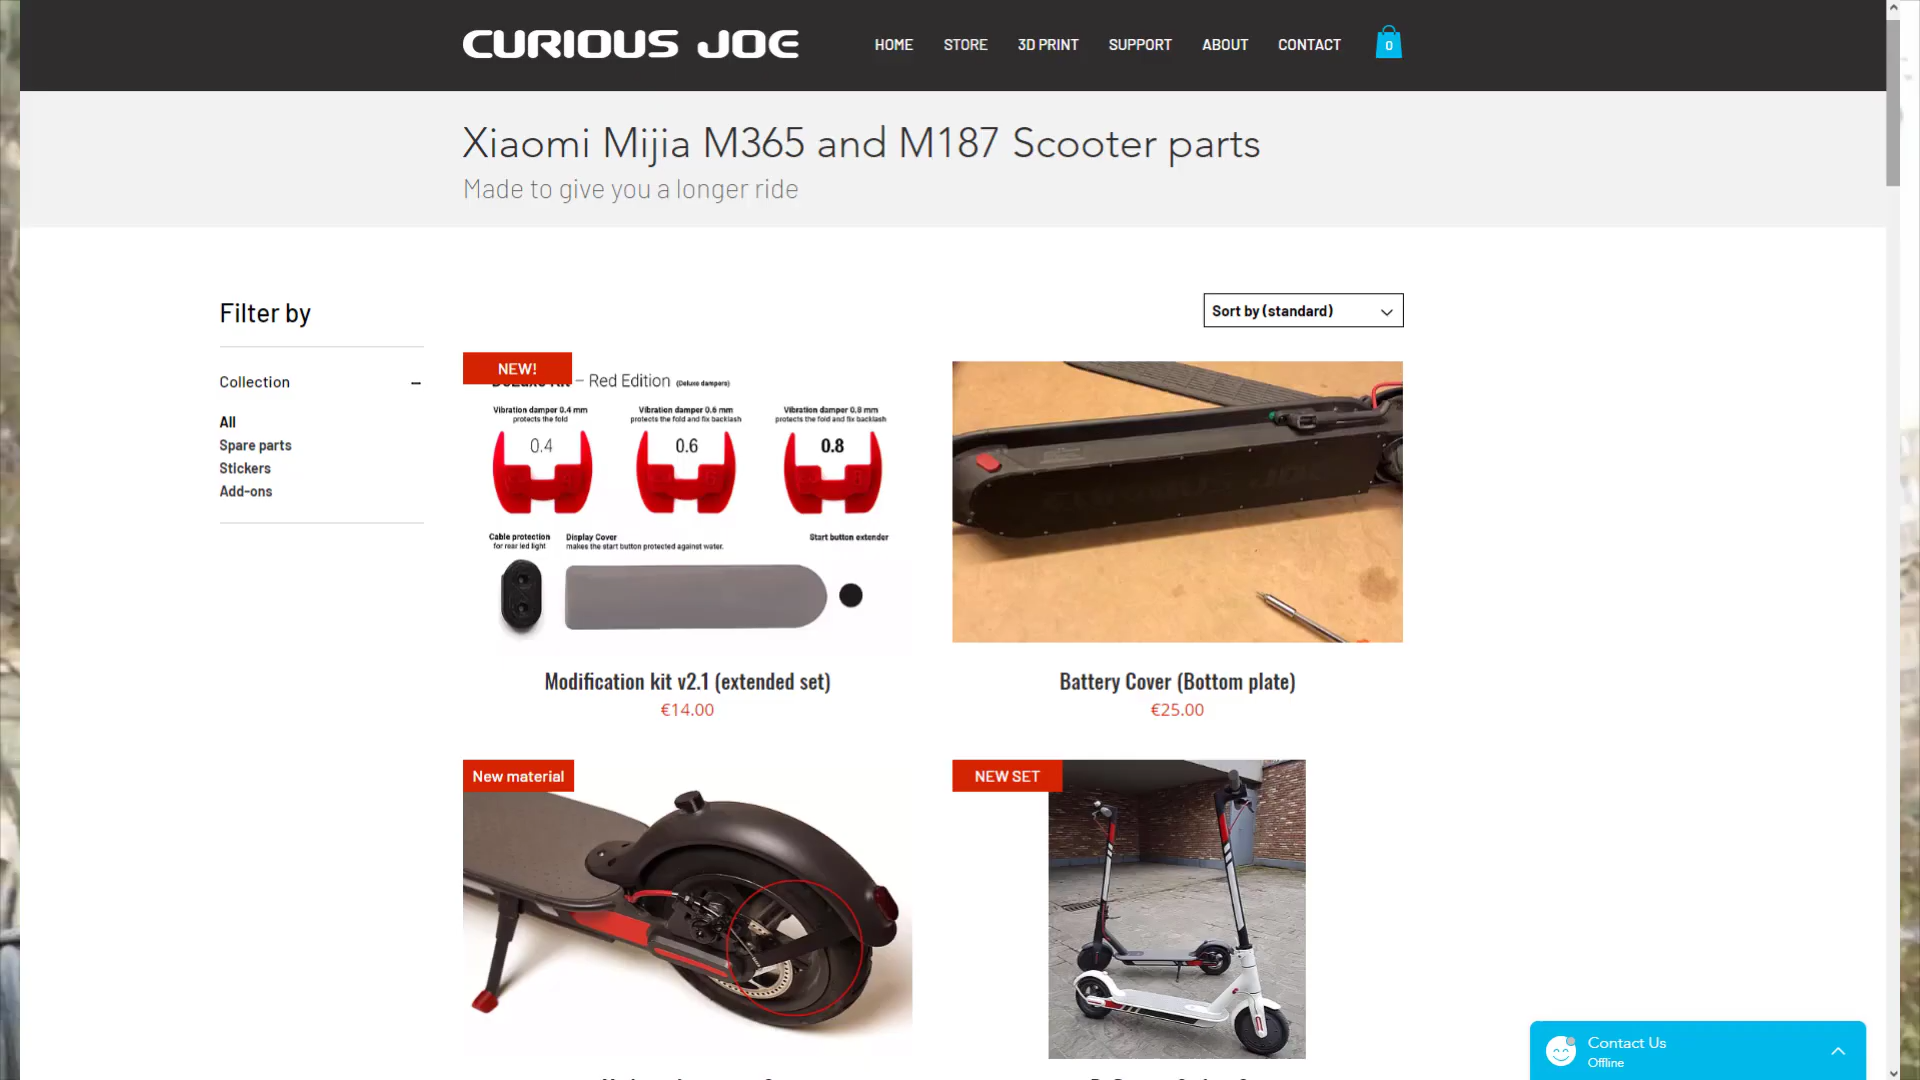 CURIOUS JOE
HOME STORE 3D PRINT SUPPORT ABOUT CONTACT 0
Xiaomi Mijia M365 and M187 Scooter parts
Made to give you a longer ride
Filter by
Collection
All
Spare parts
Stickers
Add-ons
Sort by (standard)
NEW!
– Red Edition (Deluxe dampers)
Vibration damper 0.4 mm
protects the fold
0.4
Vibration damper 0.6 mm
protects the fold and fix backlash
0.6
Vibration damper 0,8 mm
protects the fold and fix backlash
0.8
Cable protection
for rear led light
Display Cover
makes the start button protected against water.
Start button extender
Modification kit v2.1 (extended set)
€14.00
CURIOUS JOE
Battery Cover (Bottom plate)
€25.00
New material
NEW SET
Contact Us
Offline